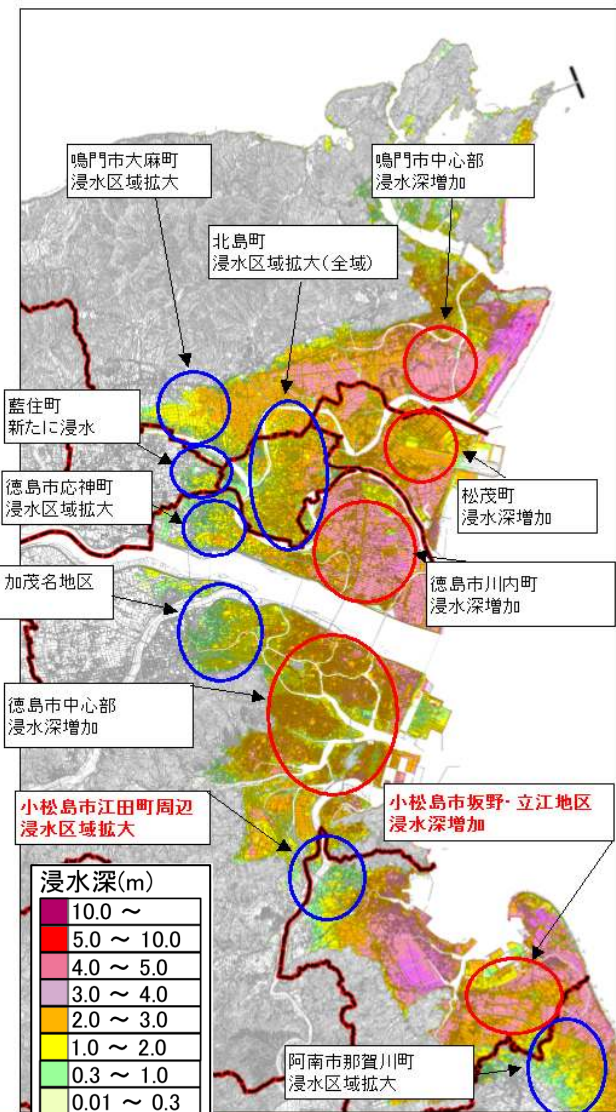 鳴門市大麻町
浸水区域拡大
鳴門市中心部
浸水深増加
北島町
浸水区域拡大(全域)
藍住町
新たに浸水
徳島市応神町
浸水区域拡大
松茂町
浸水深増加
加茂名地区
徳島市川内町
浸水深増加
徳島市中心部
浸水深増加
小松島市江田町周辺
浸水区域拡大
小松島市坂野・立江地区
浸水深増加
浸水深(m)
10.0 ～
5.0 ～ 10.0
4.0 ～ 5.0
3.0 ～ 4.0
2.0 ～ 3.0
1.0 ～ 2.0
0.3 ～ 1.0
0.01 ～ 0.3
阿南市那賀川町
浸水区域拡大